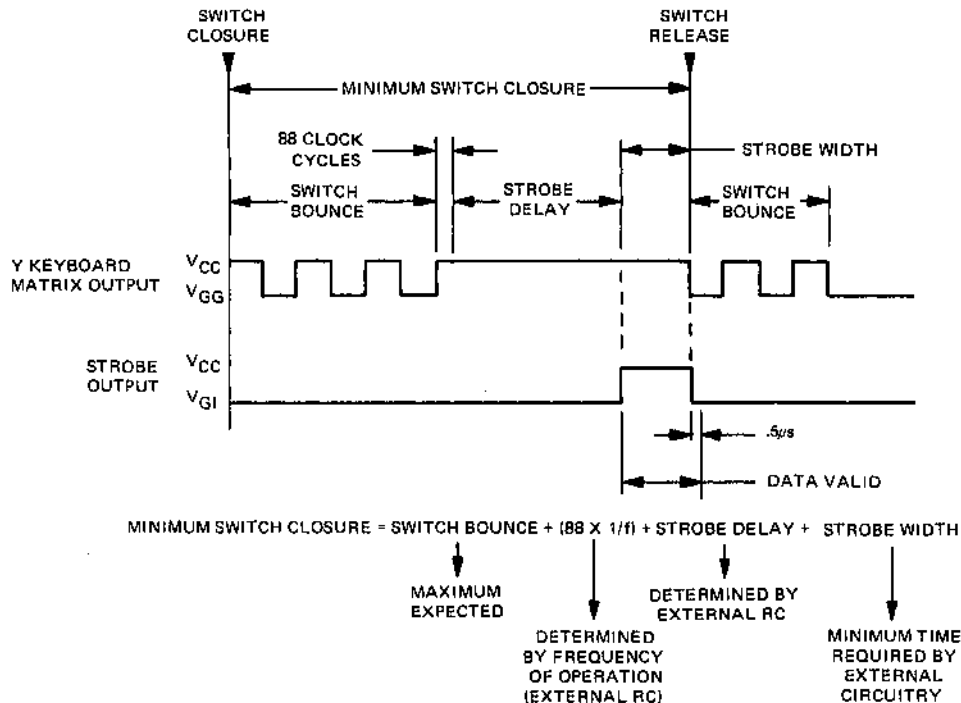 SWITCH CLOSURE
SWITCH RELEASE
MINIMUM SWITCH CLOSURE
88 CLOCK CYCLES
STROBE WIDTH
SWITCH BOUNCE
STROBE DELAY
SWITCH BOUNCE
Y KEYBOARD MATRIX OUTPUT
VCC
VGG
STROBE OUTPUT
VCC
VGI
.5µs
DATA VALID
MINIMUM SWITCH CLOSURE = SWITCH BOUNCE + (88 X 1/f) + STROBE DELAY + STROBE WIDTH
MAXIMUM EXPECTED
DETERMINED BY FREQUENCY OF OPERATION (EXTERNAL RC)
DETERMINED BY EXTERNAL RC
MINIMUM TIME REQUIRED BY EXTERNAL CIRCUITRY